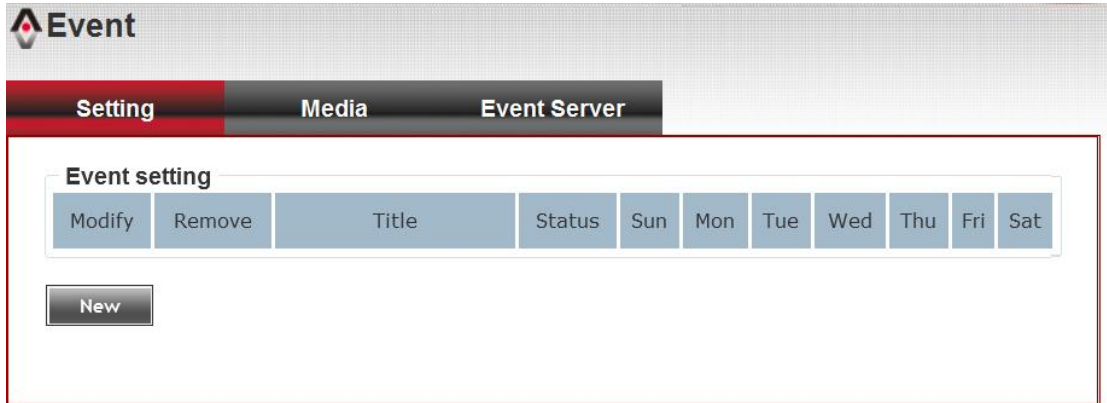 Event
Setting Media Event Server
Event setting
Modify Remove Title Status Sun Mon Tue Wed Thu Fri Sat
New